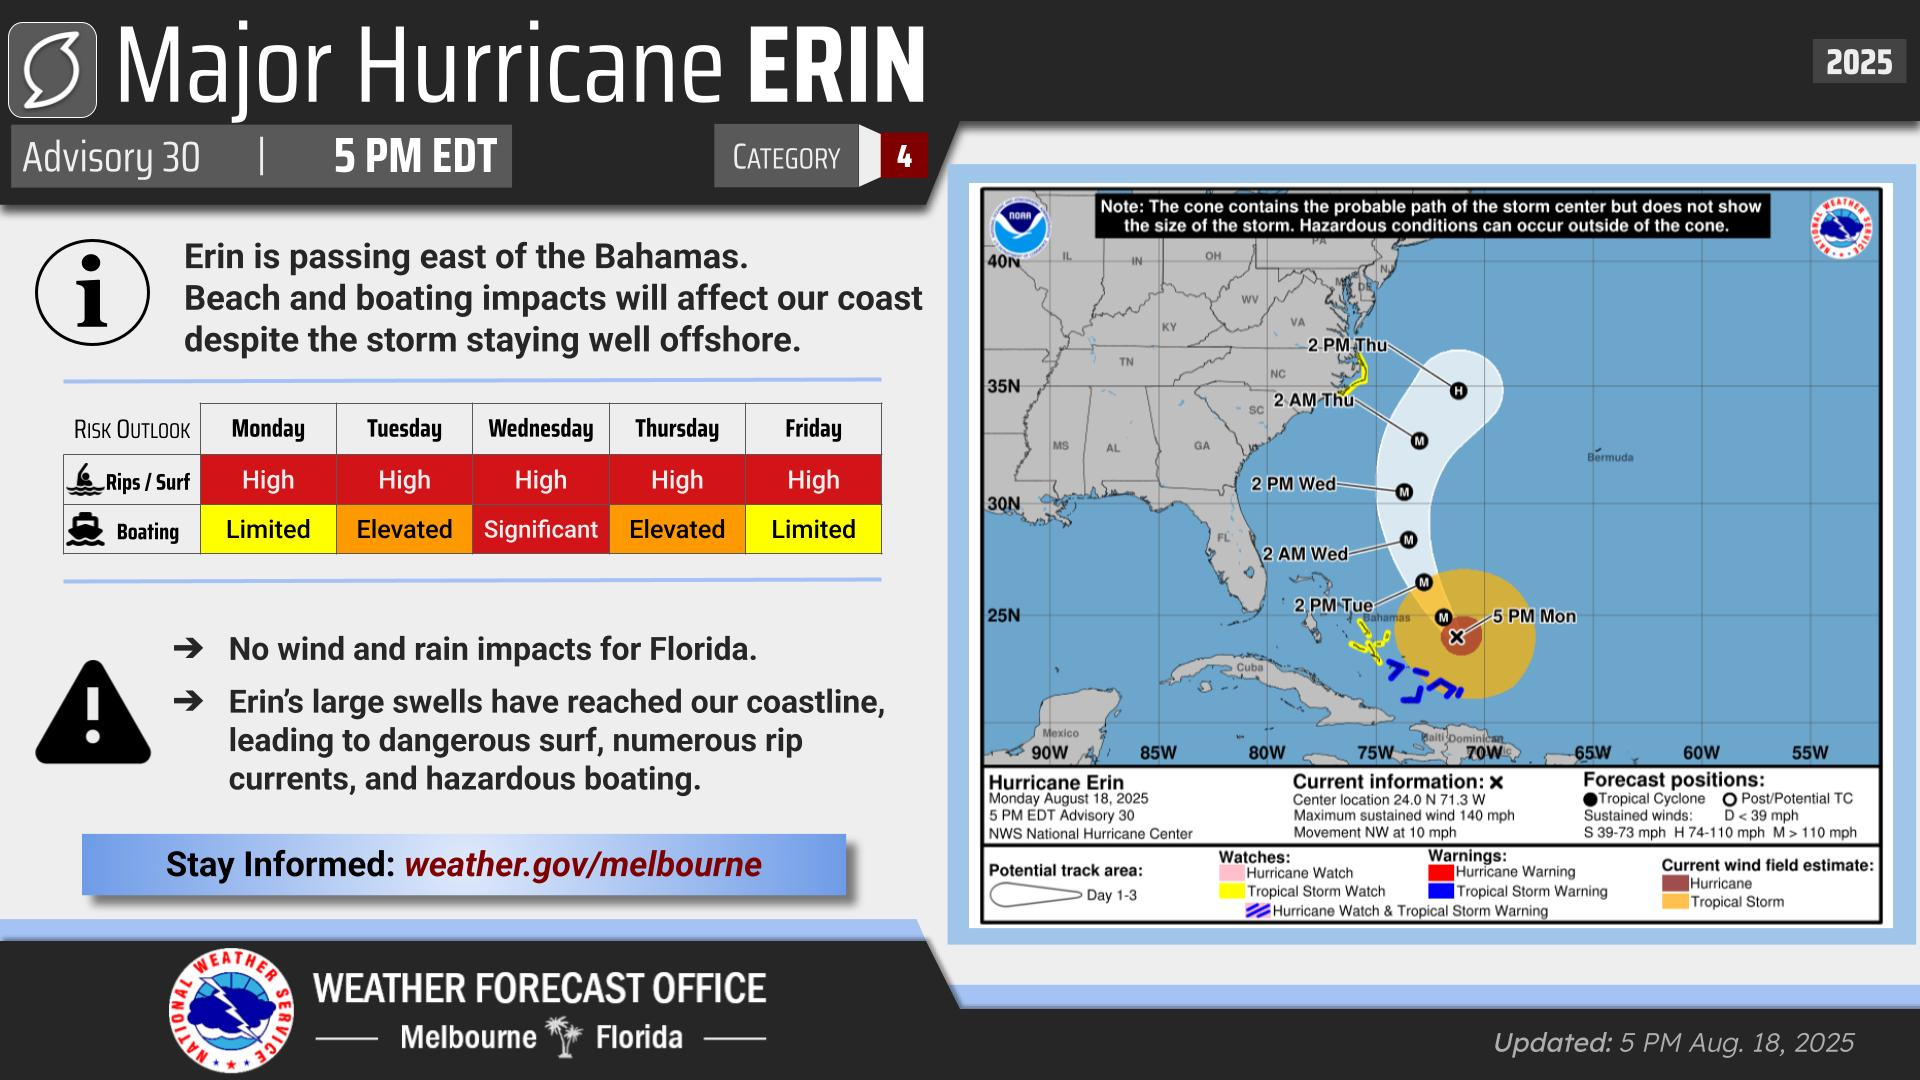 Major Hurricane ERIN
2025
Advisory 30 | 5 PM EDT
CATEGORY 4
Erin is passing east of the Bahamas.
Beach and boating impacts will affect our coast
despite the storm staying well offshore.
RISK OUTLOOK Monday Tuesday Wednesday Thursday Friday
Rips / Surf High High High High High
Boating Limited Elevated Significant Elevated Limited
➔ No wind and rain impacts for Florida.
➔ Erin's large swells have reached our coastline,
leading to dangerous surf, numerous rip
currents, and hazardous boating.
Stay Informed: weather.gov/melbourne
NATIONAL WEATHER SERVICE
WEATHER FORECAST OFFICE
Melbourne Florida
Note: The cone contains the probable path of the storm center but does not show
the size of the storm. Hazardous conditions can occur outside of the cone.
NOAA
NATIONAL WEATHER SERVICE
40N
IL IN OH PA NJ
WV DE
KY VA
2 PM Thu
TN NC
35N
H
2 AM Thu
SC
MS AL GA
M
Bermuda
2 PM Wed M
30N
FL
2 AM Wed M
M
2 PM Tue
25N
Bahamas
M
5 PM Mon
Cuba
Mexico
Haiti Dominican
90W 85W 80W 75W 70W 65W 60W 55W
Hurricane Erin
Monday August 18, 2025
5 PM EDT Advisory 30
NWS National Hurricane Center
Current information: ✖
Center location 24.0 N 71.3 W
Maximum sustained wind 140 mph
Movement NW at 10 mph
Forecast positions:
Tropical Cyclone Post/Potential TC
Sustained winds: D < 39 mph
S 39-73 mph H 74-110 mph M > 110 mph
Potential track area:
Day 1-3
Watches:
Hurricane Watch
Tropical Storm Watch
Warnings:
Hurricane Warning
Tropical Storm Warning
Hurricane Watch & Tropical Storm Warning
Current wind field estimate:
Hurricane
Tropical Storm
Updated: 5 PM Aug. 18, 2025